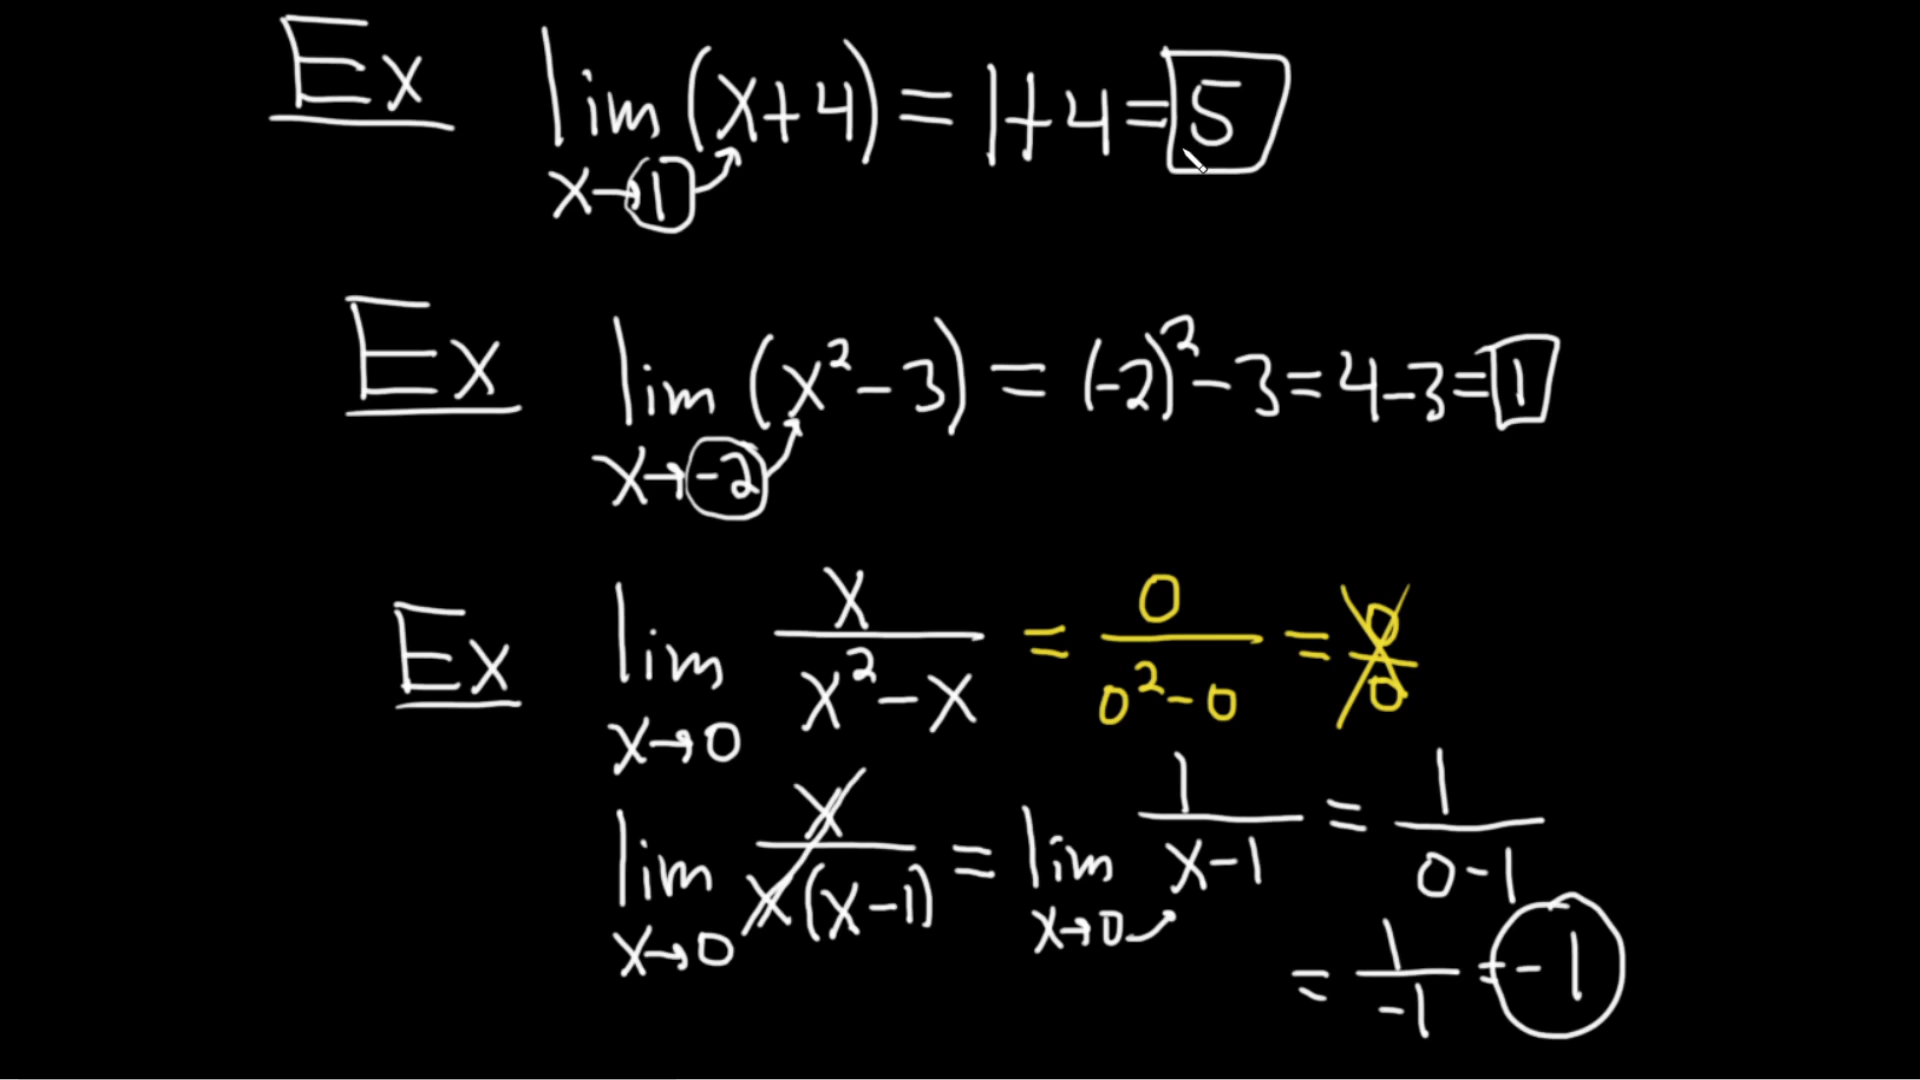 Ex lim x→1 (x+4) = 1+4 = 5
Ex lim x→-2 (x²-3) = (-2)²-3 = 4-3 = 1
Ex lim x→0 x/(x²-x) = 0/(0²-0) = 0/0
lim x→0 x/(x(x-1)) = lim x→0 1/(x-1) = 1/(0-1)
= 1/-1 = -1